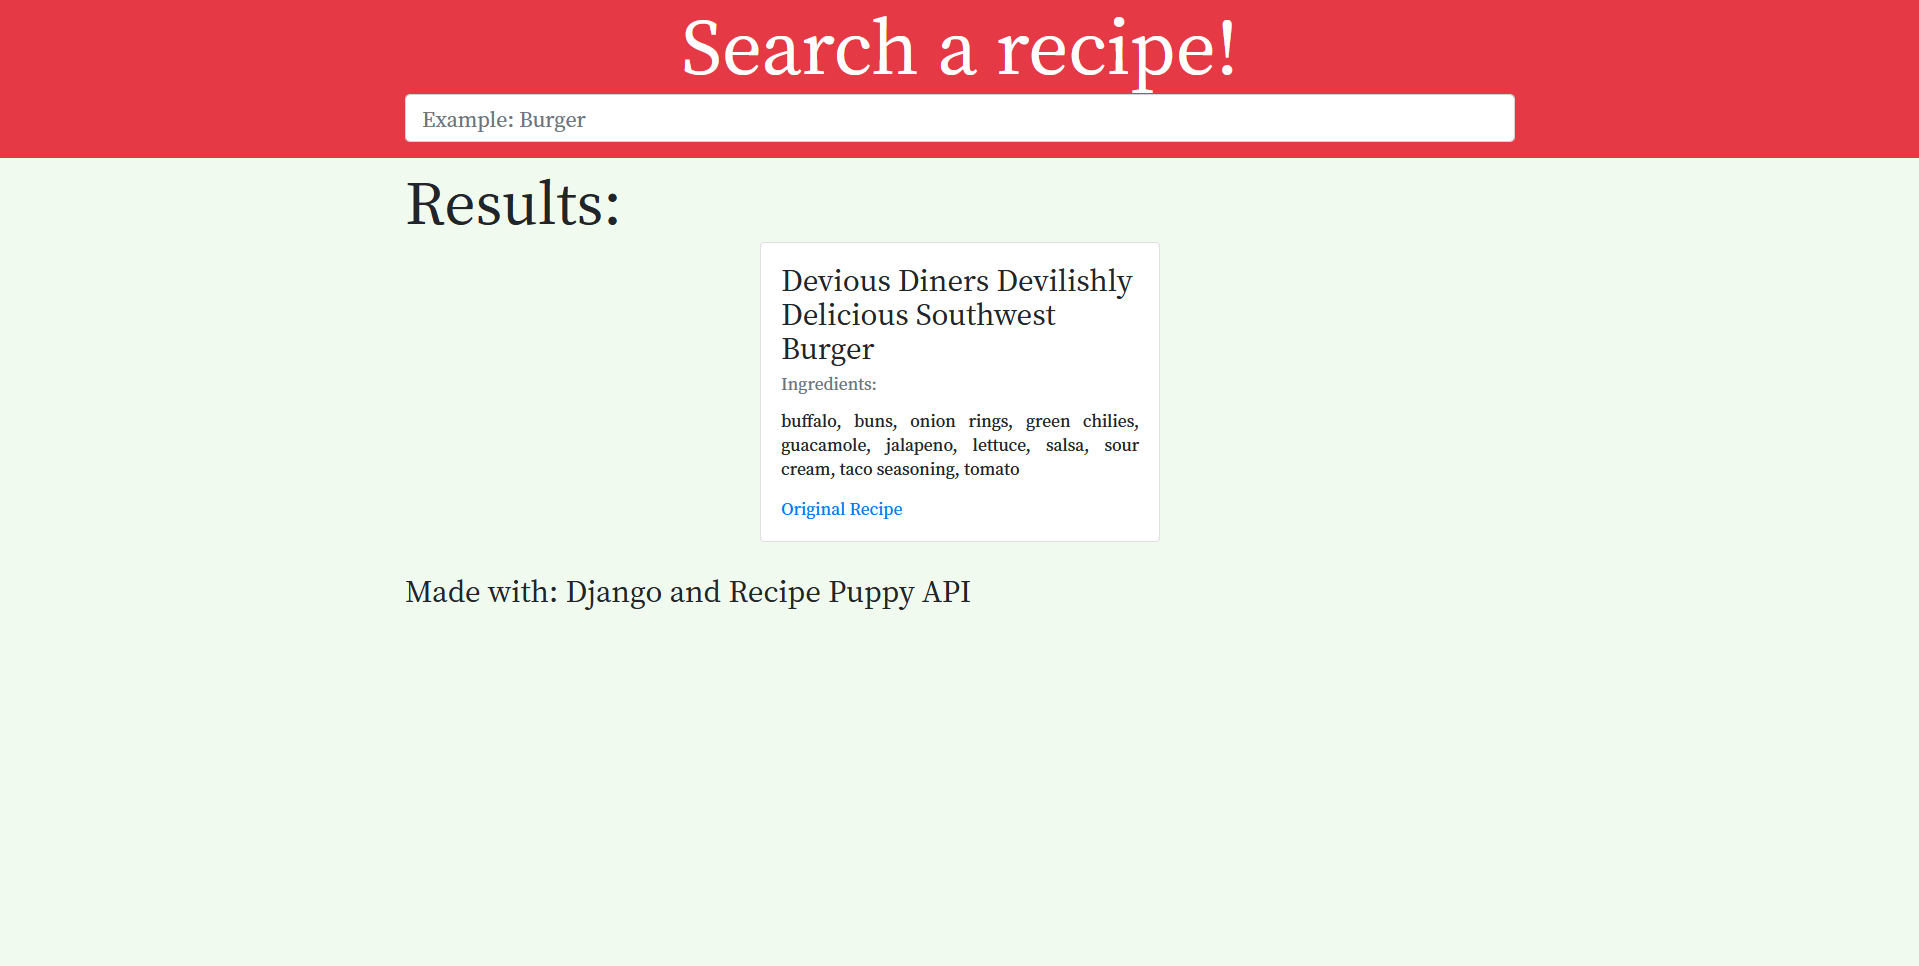 Search a recipe!
Example: Burger
Results:
Devious Diners Devilishly
Delicious Southwest
Burger
Ingredients:
buffalo, buns, onion rings, green chilies,
guacamole, jalapeno, lettuce, salsa, sour
cream, taco seasoning, tomato
Original Recipe
Made with: Django and Recipe Puppy API